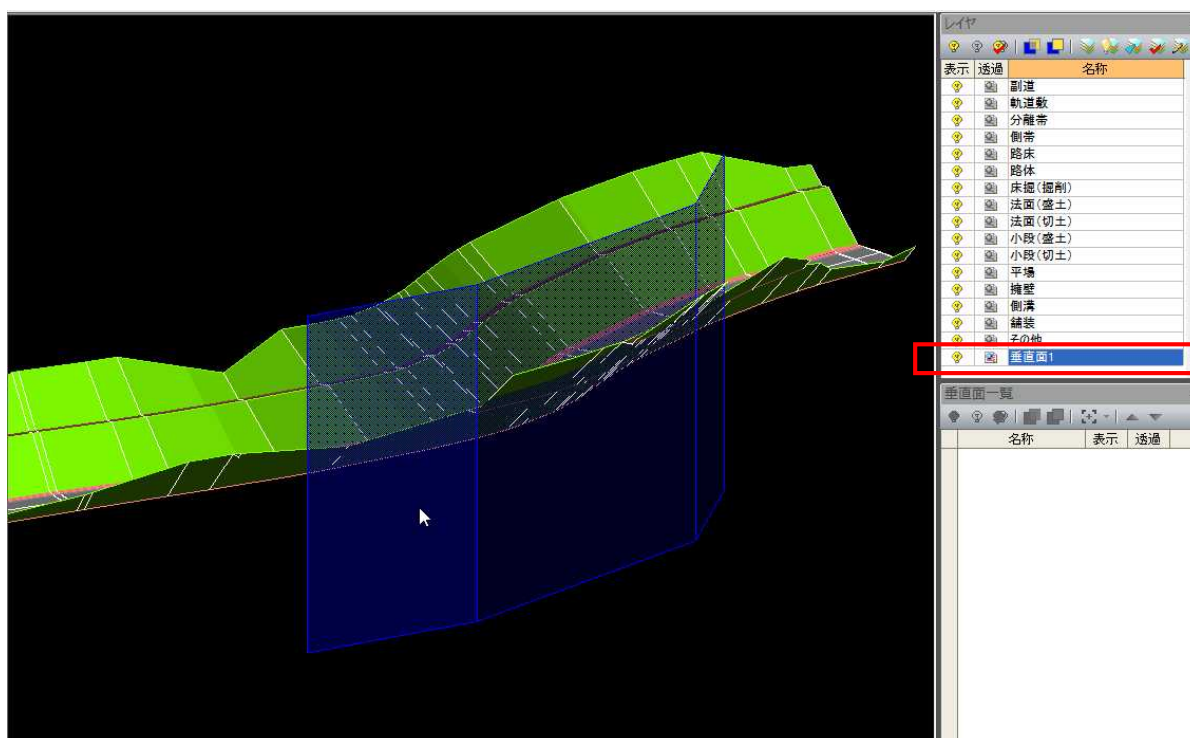 レイヤ
表示 透過 名称
副道
軌道敷
分離帯
側帯
路床
路体
床掘(掘削)
法面(盛土)
法面(切土)
小段(盛土)
小段(切土)
平場
擁壁
側溝
舗装
その他
垂直面1
垂直面一覧
名称 表示 透過